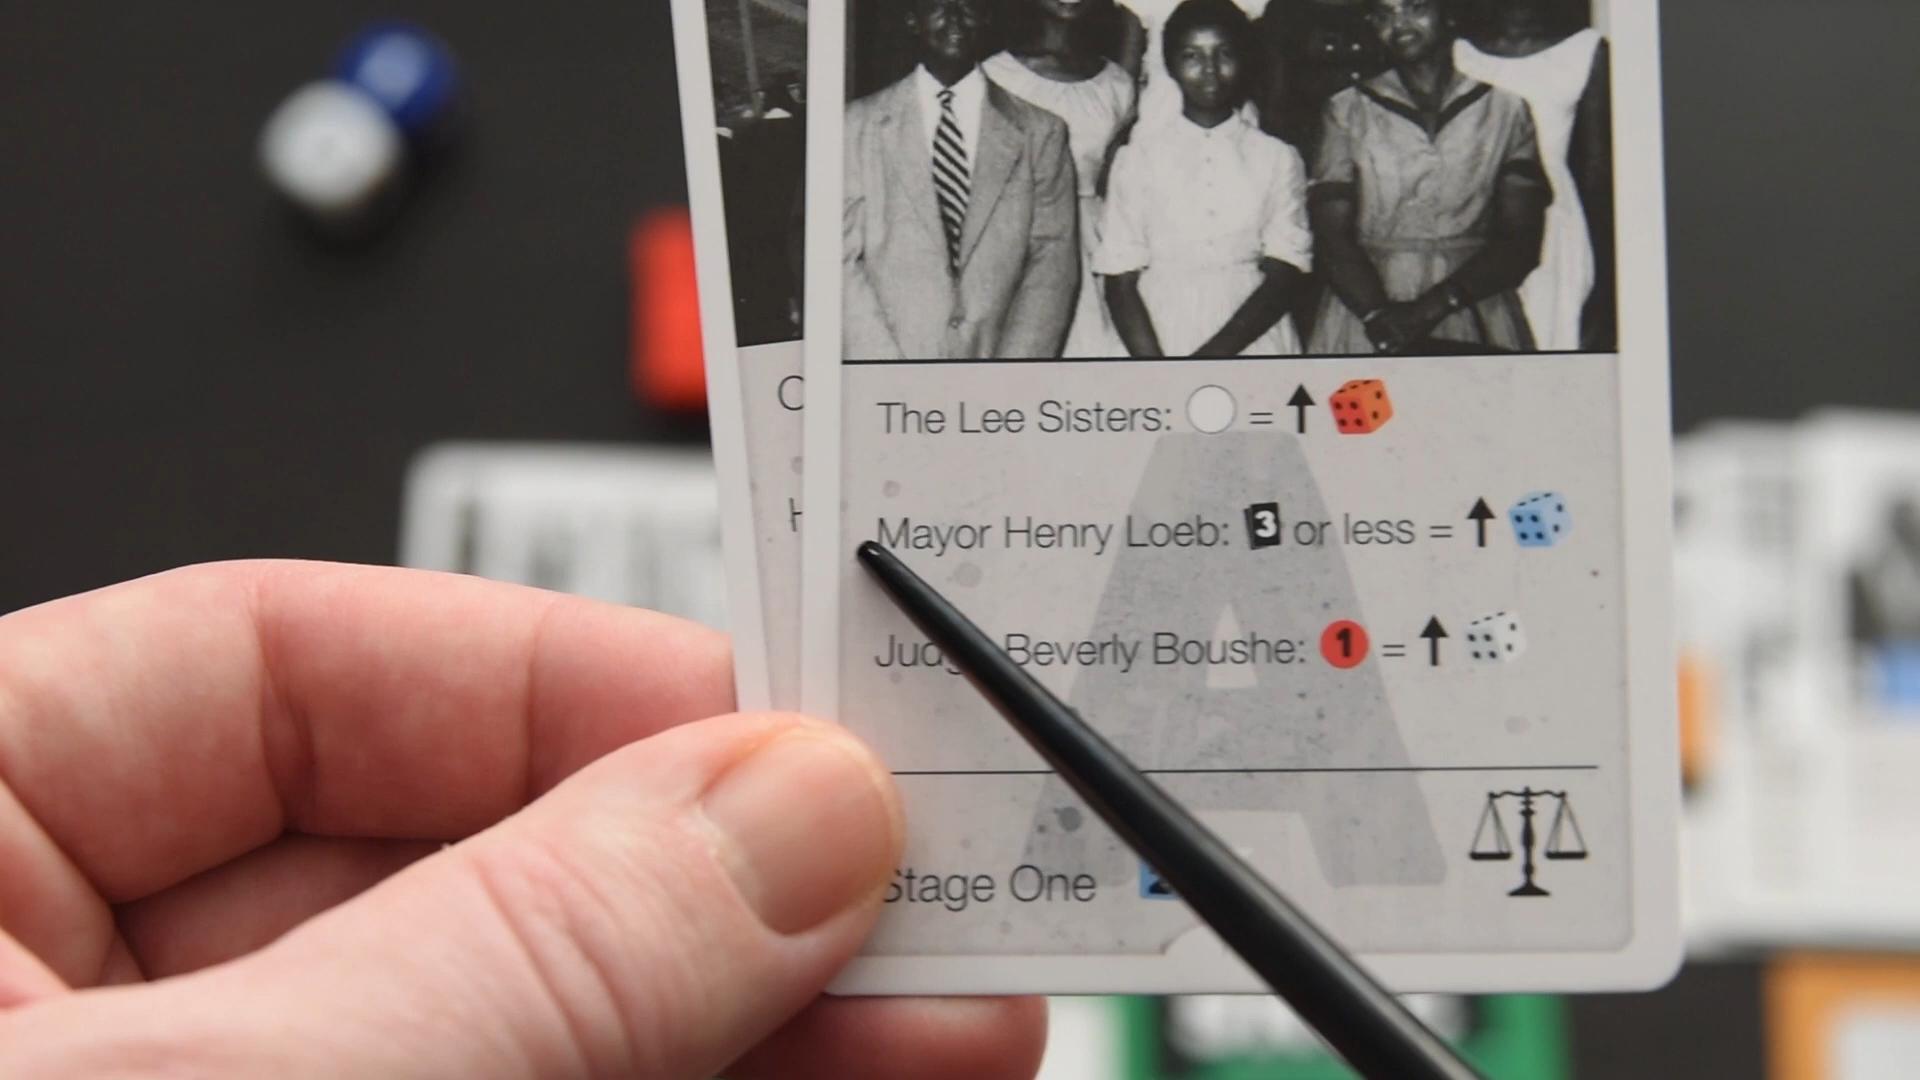 The Lee Sisters: = ↑
Mayor Henry Loeb: 3 or less = ↑
Beverly Boushe: 1 = ↑
A
Stage One